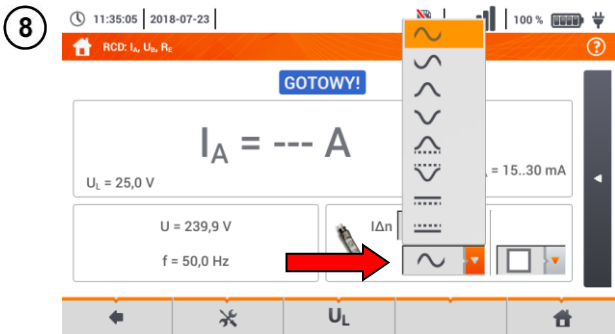 8
11:35:05 2018-07-23 100 %
RCD: IA, UB, RE ?
GOTOWY!
IA = --- A
UL = 25,0 V
= 15..30 mA
U = 239,9 V
f = 50,0 Hz
IΔn
UL